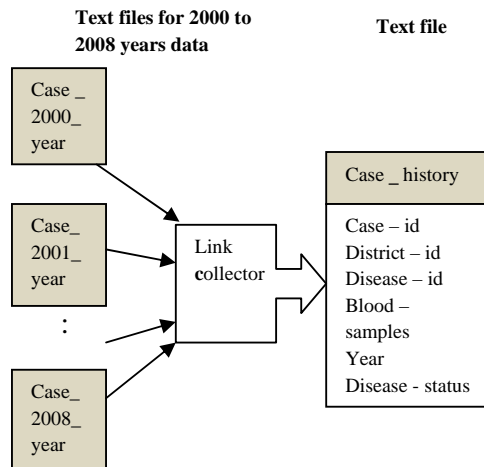 Text files for 2000 to
2008 years data
Text file
Case _
2000_
year
Case_
2001_
year
:
Case_
2008_
year
Link
collector
Case _ history
Case – id
District – id
Disease – id
Blood –
samples
Year
Disease - status